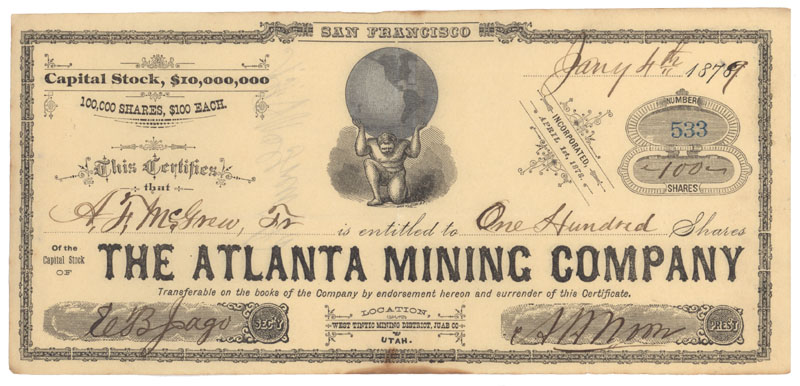 SAN FRANCISCO
Jany 4th 1879
Capital Stock, $10,000,000
100,000 SHARES, $100 EACH.
INCORPORATED,
APRIL 1st, 1878.
NUMBER
533
100
SHARES
This Certifies
that
A. F. McGrew, Tr is entitled to One Hundred Shares
Of the
Capital Stock
OF
THE ATLANTA MINING COMPANY
Transferable on the books of the Company by endorsement hereon and surrender of this Certificate.
LOCATION,
WEST TINTIC MINING DISTRICT, JUAB CO
UTAH.
E B Jago SEC'Y
PREST